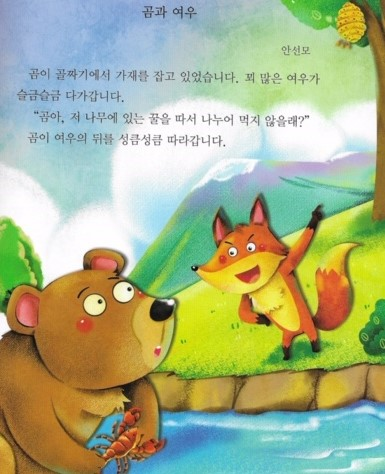 곰과 여우
안선모
곰이 골짜기에서 가재를 잡고 있었습니다. 꾀 많은 여우가
슬금슬금 다가갑니다.
“곰아, 저 나무에 있는 꿀을 따서 나누어 먹지 않을래?”
곰이 여우의 뒤를 성큼성큼 따라갑니다.